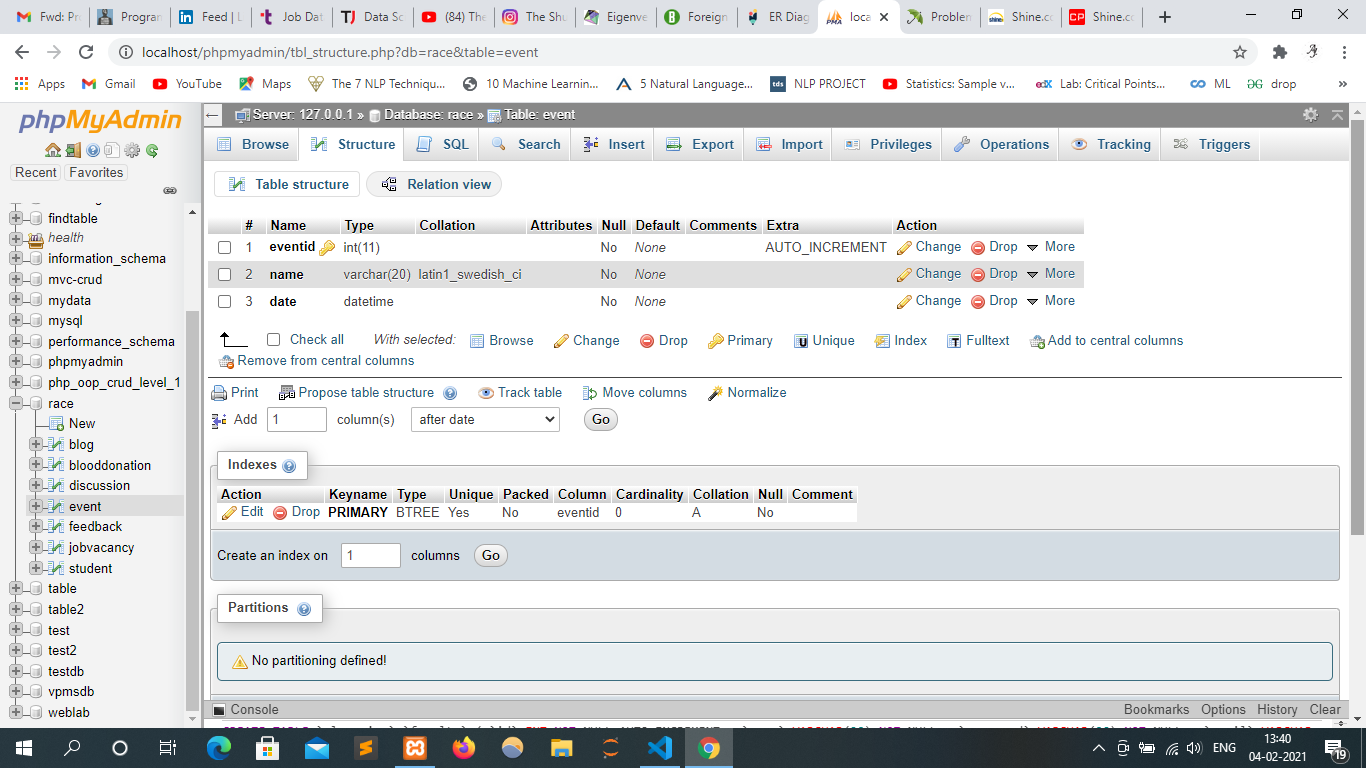 Fwd: Pr
Program
Feed | L
Job Dat
Data Sc
(84) The
The Shu
Eigenve
Foreign
ER Diag
loca
Problem
Shine.co
Shine.co
localhost/phpmyadmin/tbl_structure.php?db=race&table=event
Apps Gmail YouTube Maps The 7 NLP Techniqu... 10 Machine Learnin... 5 Natural Language... NLP PROJECT Statistics: Sample v... Lab: Critical Points... ML drop »
phpMyAdmin
Recent Favorites
findtable
health
information_schema
mvc-crud
mydata
mysql
performance_schema
phpmyadmin
php_oop_crud_level_1
race
New
blog
blooddonation
discussion
event
feedback
jobvacancy
student
table
table2
test
test2
testdb
vpmsdb
weblab
Server: 127.0.0.1 » Database: race » Table: event
Browse Structure SQL Search Insert Export Import Privileges Operations Tracking Triggers
Table structure Relation view
# Name Type Collation Attributes Null Default Comments Extra Action
1 eventid int(11) No None AUTO_INCREMENT Change Drop More
2 name varchar(20) latin1_swedish_ci No None Change Drop More
3 date datetime No None Change Drop More
Check all With selected: Browse Change Drop Primary Unique Index Fulltext Add to central columns
Remove from central columns
Print Propose table structure Track table Move columns Normalize
Add 1 column(s) after date Go
Indexes
Action Keyname Type Unique Packed Column Cardinality Collation Null Comment
Edit Drop PRIMARY BTREE Yes No eventid 0 A No
Create an index on 1 columns Go
Partitions
No partitioning defined!
Console Bookmarks Options History Clear
ENG
13:40
04-02-2021
19